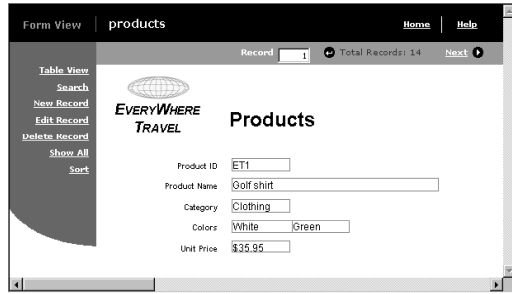 Form View products Home Help
Record 1 Total Records: 14 Next
Table View
Search
New Record
Edit Record
Delete Record
Show All
Sort
EVERYWHERE
TRAVEL
Products
Product ID ET1
Product Name Golf shirt
Category Clothing
Colors White Green
Unit Price $35.95